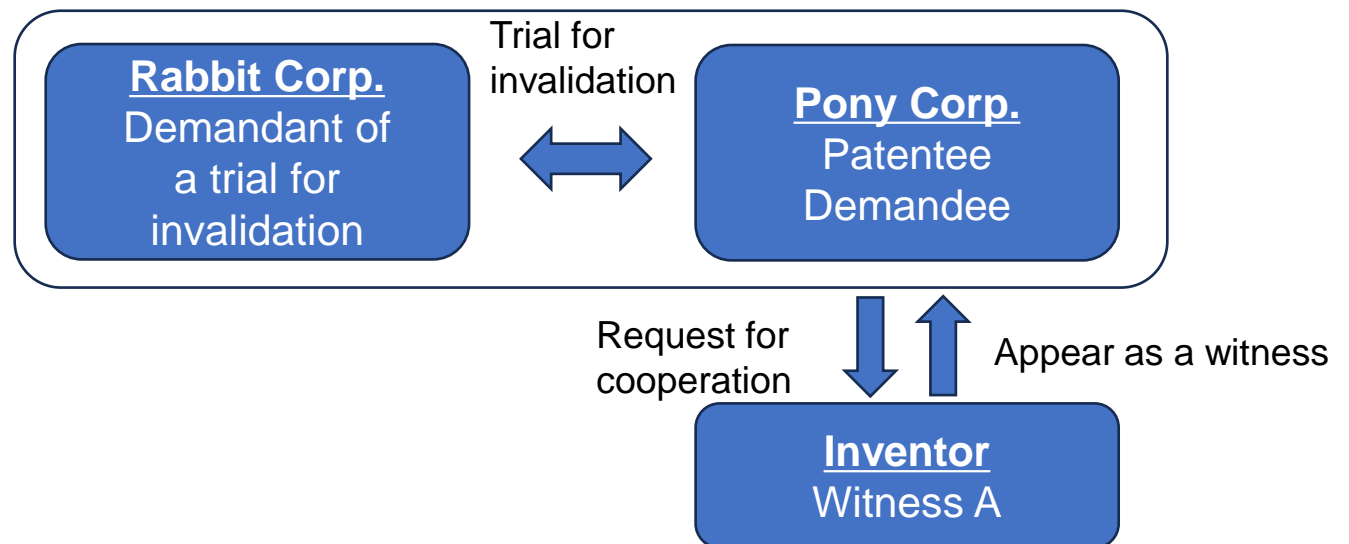 Rabbit Corp.
Demandant of
a trial for
invalidation
Trial for
invalidation
Pony Corp.
Patentee
Demandee
Request for
cooperation
Appear as a witness
Inventor
Witness A